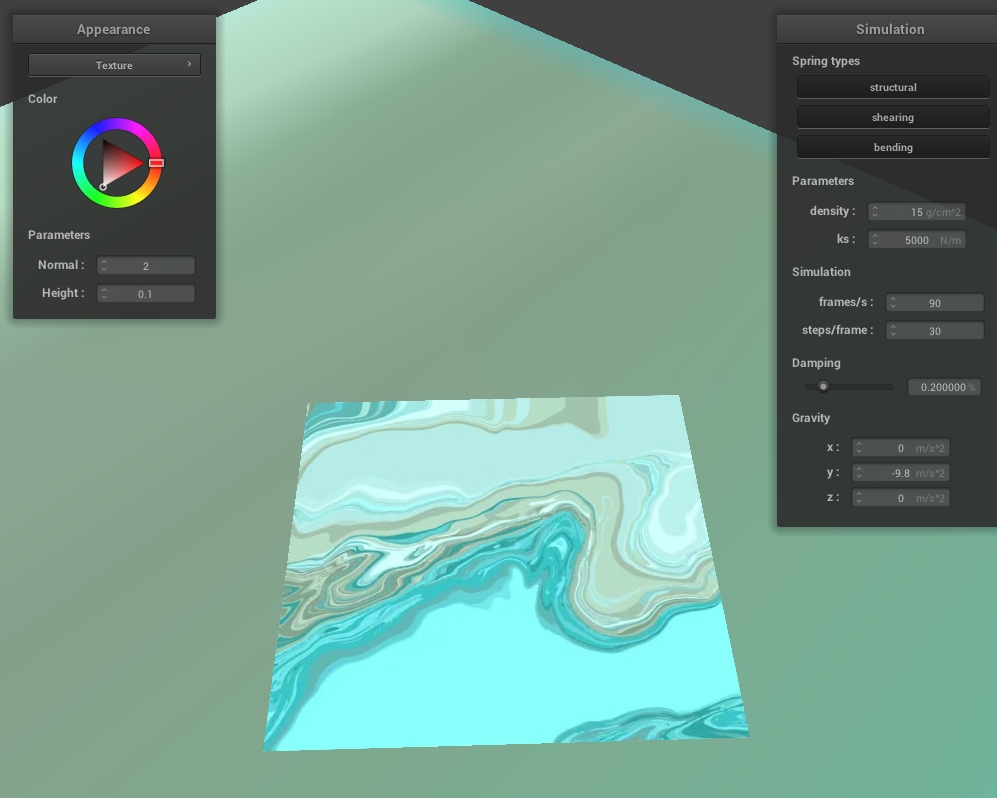 Appearance
Texture
Color
Parameters
Normal : 2
Height : 0.1
Simulation
Spring types
structural
shearing
bending
Parameters
density : 15 g/cm^2
ks : 5000 N/m
Simulation
frames/s : 90
steps/frame : 30
Damping
0.200000 %
Gravity
x : 0 m/s^2
y : -9.8 m/s^2
z : 0 m/s^2